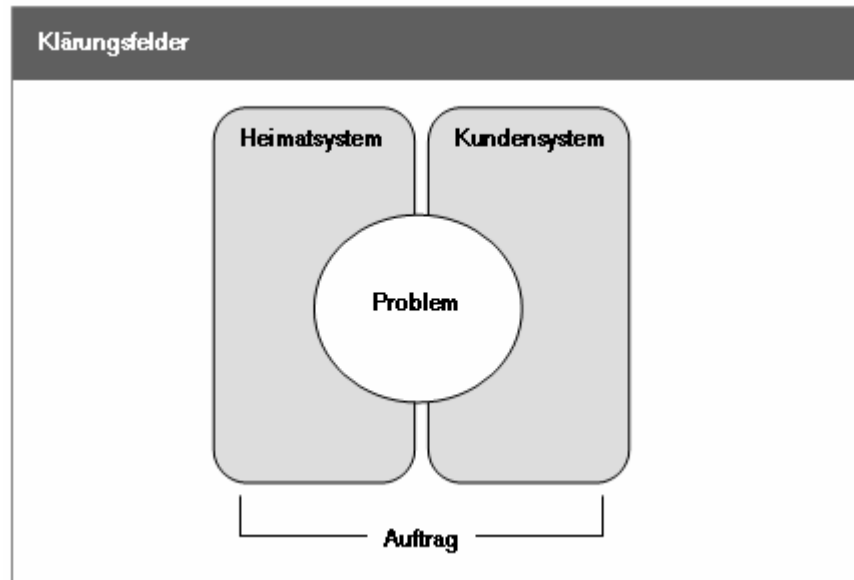 Klärungsfelder
Heimatsystem
Kundensystem
Problem
Auftrag